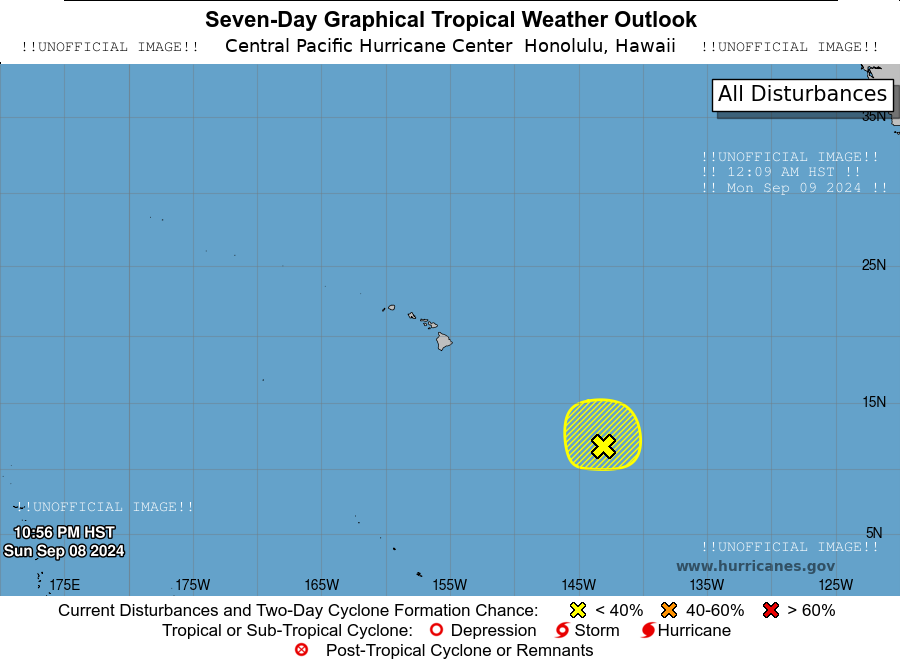 Seven-Day Graphical Tropical Weather Outlook
!!UNOFFICIAL IMAGE!! Central Pacific Hurricane Center Honolulu, Hawaii !!UNOFFICIAL IMAGE!!
All Disturbances
35N
!!UNOFFICIAL IMAGE!!
!! 12:09 AM HST !!
!! Mon Sep 09 2024 !!
25N
15N
!!UNOFFICIAL IMAGE!!
10:56 PM HST
Sun Sep 08 2024
5N
!!UNOFFICIAL IMAGE!!
www.hurricanes.gov
175E 175W 165W 155W 145W 135W 125W
Current Disturbances and Two-Day Cyclone Formation Chance: < 40% 40-60% > 60%
Tropical or Sub-Tropical Cyclone: Depression Storm Hurricane
Post-Tropical Cyclone or Remnants